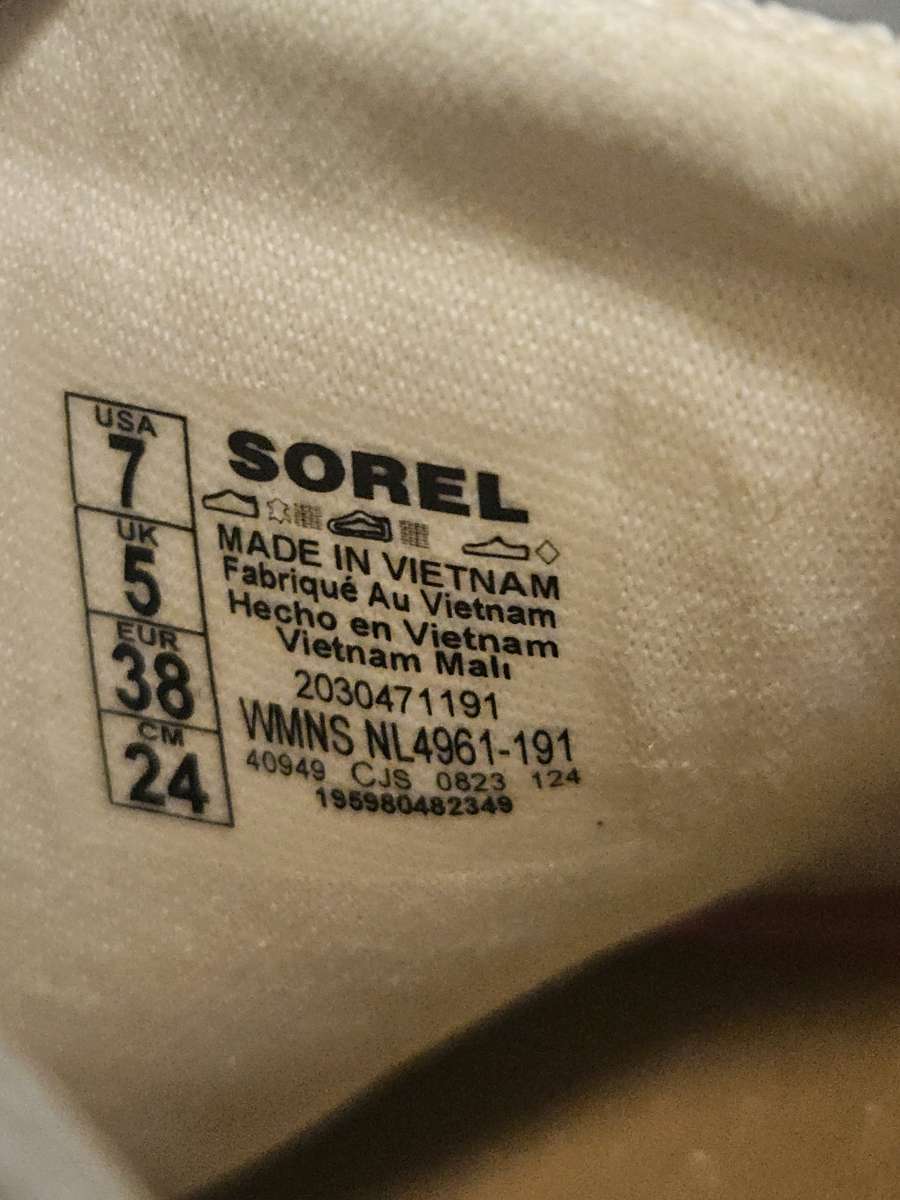 USA
7
UK
5
EUR
38
CM
24
SOREL
MADE IN VIETNAM
Fabriqué Au Vietnam
Hecho en Vietnam
Vietnam Malı
2030471191
WMNS NL4961-191
40949 CJS 0823 124
195980482349